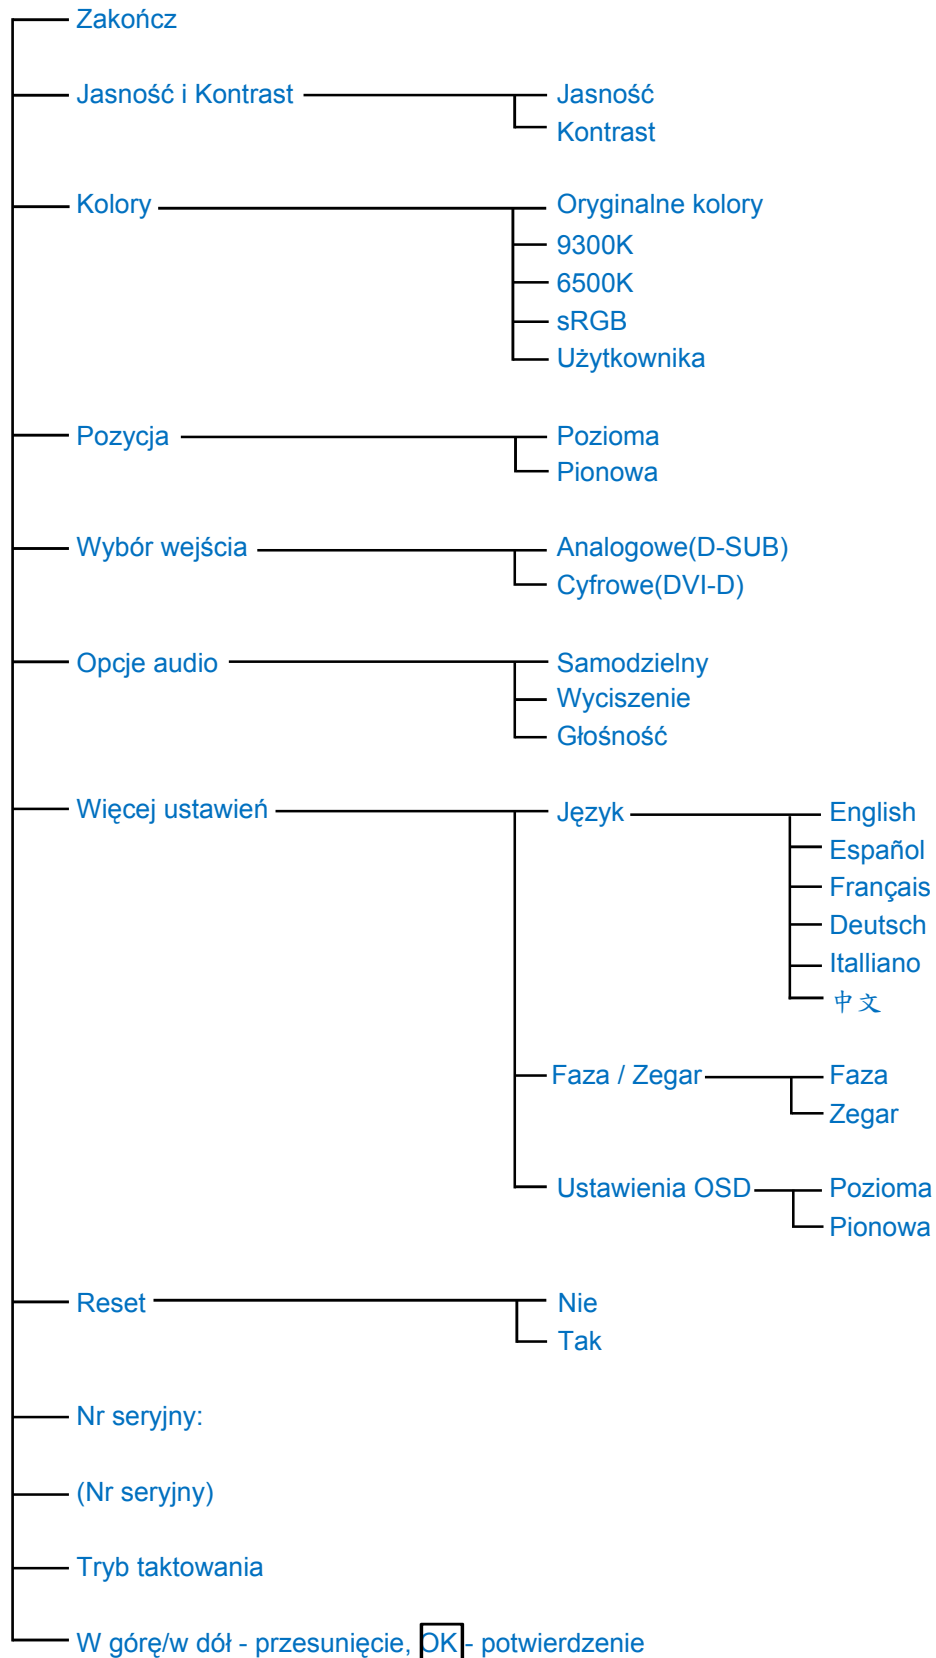 Zakończ
Jasność i Kontrast
Jasność
Kontrast
Kolory
Oryginalne kolory
9300K
6500K
sRGB
Użytkownika
Pozycja
Pozioma
Pionowa
Wybór wejścia
Analogowe(D-SUB)
Cyfrowe(DVI-D)
Opcje audio
Samodzielny
Wyciszenie
Głośność
Więcej ustawień
Język
English
Español
Français
Deutsch
Italliano
中文
Faza / Zegar
Faza
Zegar
Ustawienia OSD
Pozioma
Pionowa
Reset
Nie
Tak
Nr seryjny:
(Nr seryjny)
Tryb taktowania
W górę/w dół - przesunięcie, OK - potwierdzenie